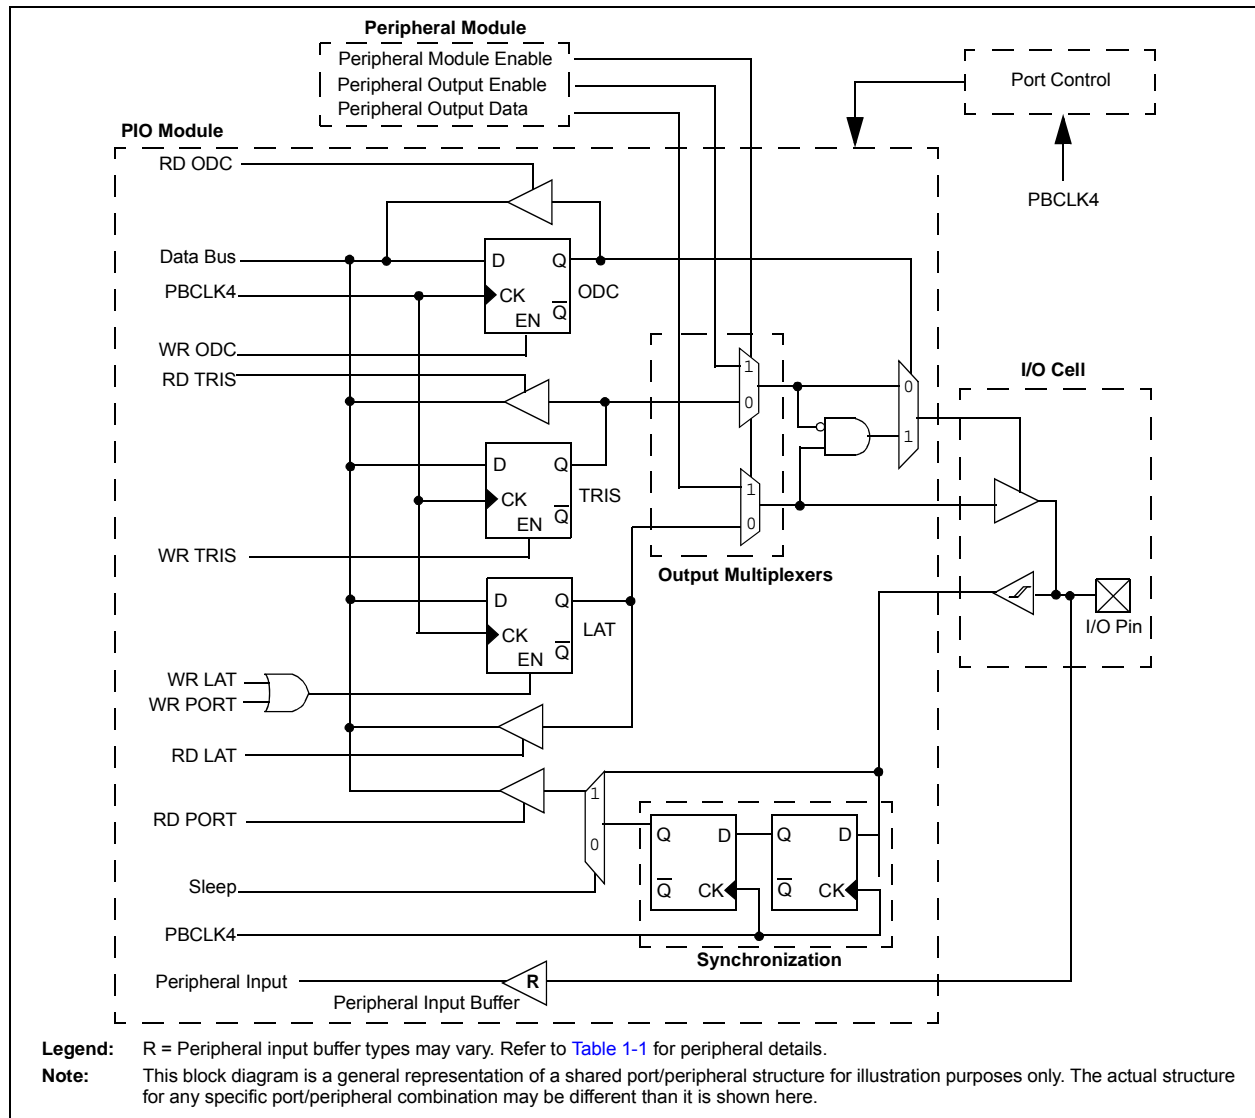 Peripheral Module
Peripheral Module Enable
Peripheral Output Enable
Peripheral Output Data
Port Control
PBCLK4
PIO Module
RD ODC
Data Bus
D Q
ODC
PBCLK4
CK
Q
EN
WR ODC
RD TRIS
1
0
0
1
I/O Cell
D Q
TRIS
CK
Q
EN
WR TRIS
1
0
Output Multiplexers
D Q
LAT
CK
Q
EN
I/O Pin
WR LAT
WR PORT
RD LAT
RD PORT
1
0
Q D
Q CK
Q D
Q CK
Sleep
PBCLK4
Synchronization
Peripheral Input
R
Peripheral Input Buffer
Legend: R = Peripheral input buffer types may vary. Refer to Table 1-1 for peripheral details.
Note: This block diagram is a general representation of a shared port/peripheral structure for illustration purposes only. The actual structure
for any specific port/peripheral combination may be different than it is shown here.